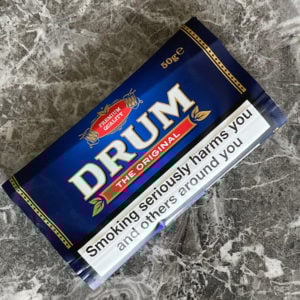 50g℮
PREMIUM
QUALITY
DRUM
THE ORIGINAL
Smoking seriously harms you
and others around you